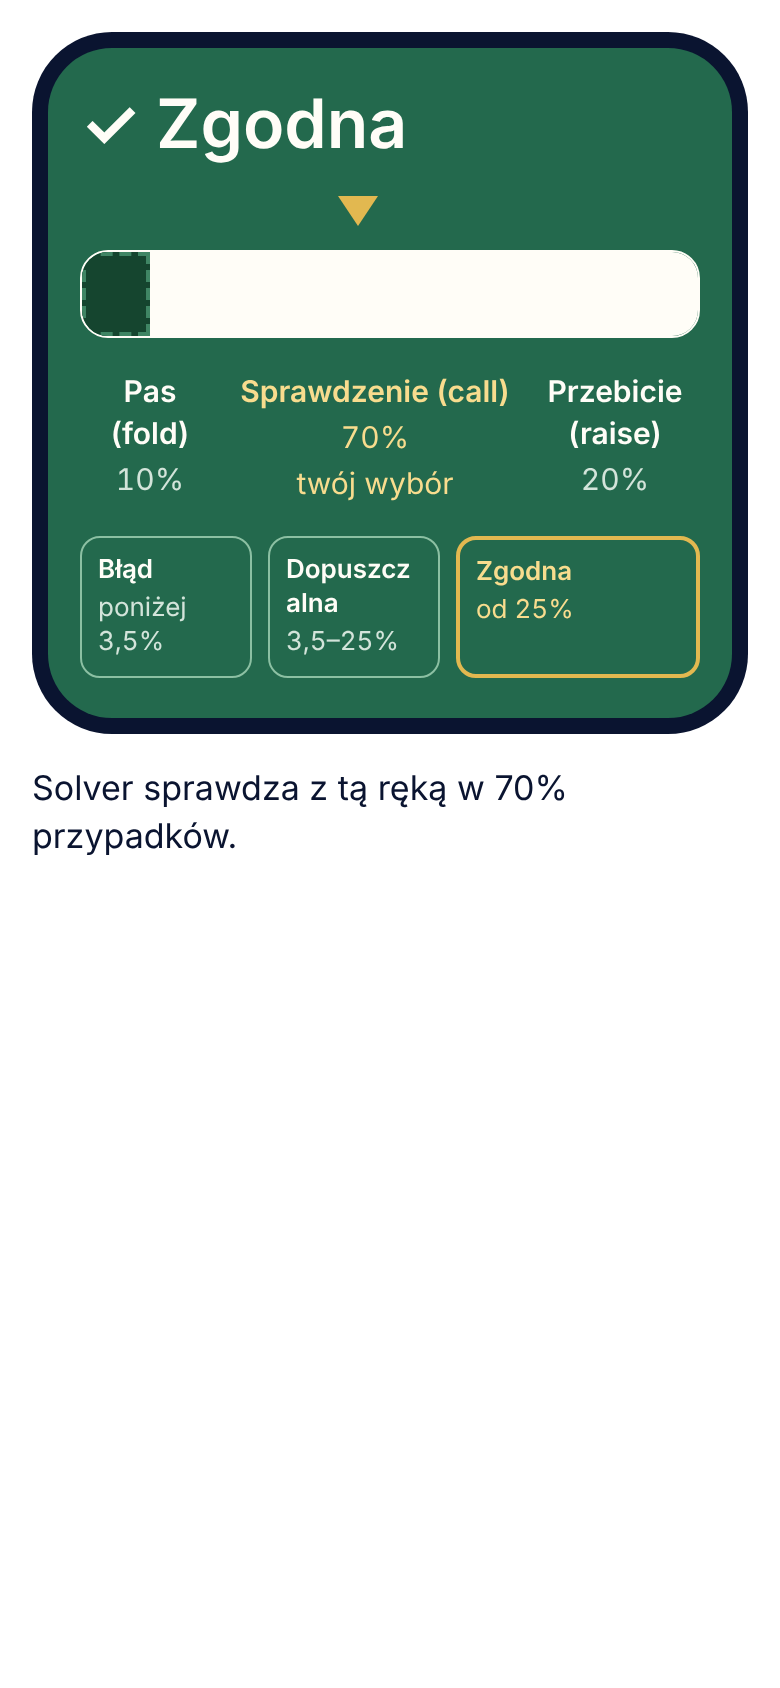 Zgodna
Pas
(fold)
10%
Sprawdzenie (call)
70%
twój wybór
Przebicie
(raise)
20%
Błąd
poniżej
3,5%
Dopuszcz
alna
3,5–25%
Zgodna
od 25%
Solver sprawdza z tą ręką w 70%
przypadków.